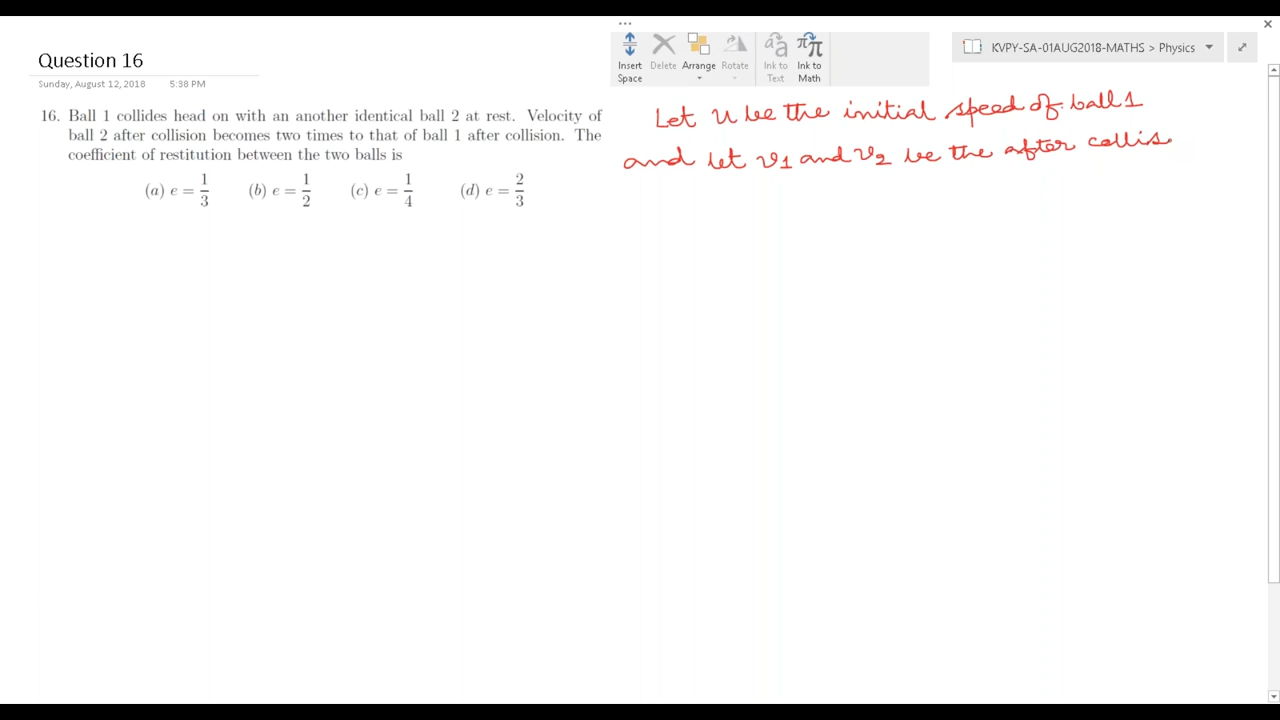 Question 16
Sunday, August 12, 2018 5:38 PM
Insert Space
Delete
Arrange
Rotate
Ink to Text
Ink to Math
KVPY-SA-01AUG2018-MATHS > Physics
16. Ball 1 collides head on with an another identical ball 2 at rest. Velocity of
ball 2 after collision becomes two times to that of ball 1 after collision. The
coefficient of restitution between the two balls is
(a) e = 1/3 (b) e = 1/2 (c) e = 1/4 (d) e = 2/3
Let u be the initial speed of ball 1
and let v1 and v2 be the after collis